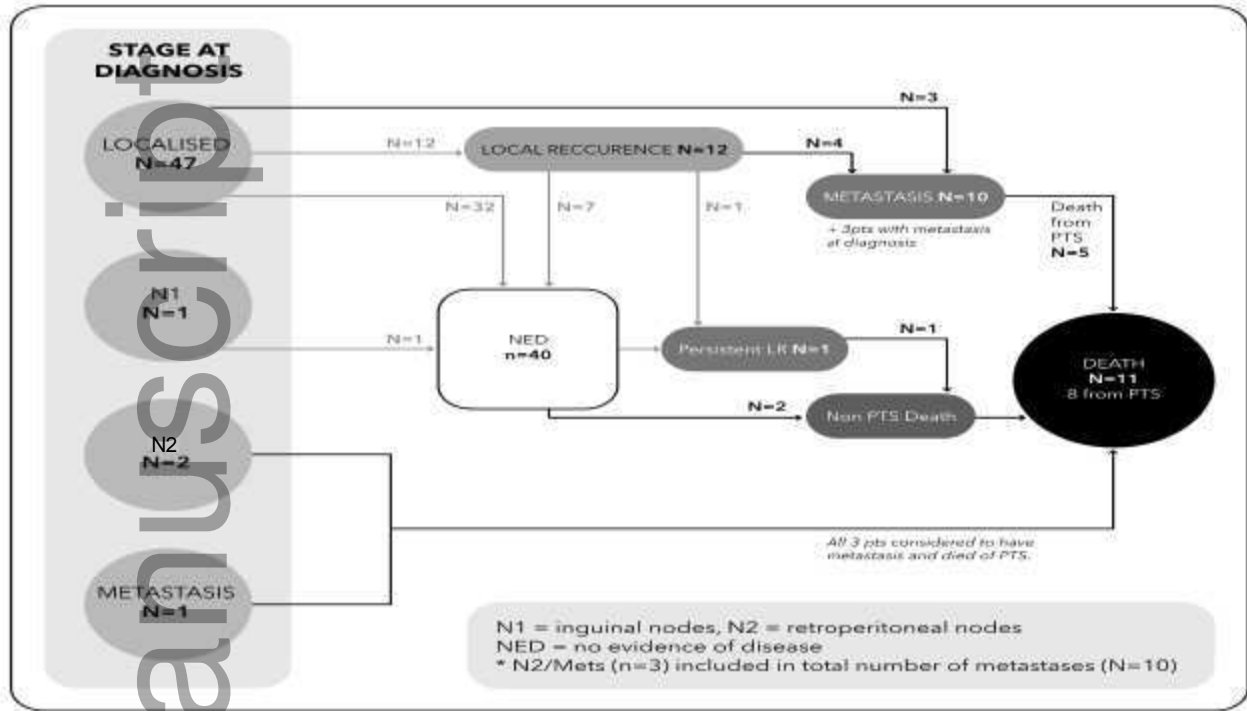 STAGE AT
DIAGNOSIS
LOCALISED
N=47
N1
N=1
N2
N=2
METASTASIS
N=1
N=12
LOCAL RECCURENCE N=12
N=3
N=4
METASTASIS N=10
+ 3pts with metastasis
at diagnosis
N=32
N=7
N=1
Death
from
PTS
N=5
N=1
NED
n=40
Persistent LR N=1
N=1
N=2
Non PTS Death
DEATH
N=11
8 from PTS
All 3 pts considered to have
metastasis and died of PTS.
N1 = inguinal nodes, N2 = retroperitoneal nodes
NED = no evidence of disease
* N2/Mets (n=3) included in total number of metastases (N=10)
anuscript